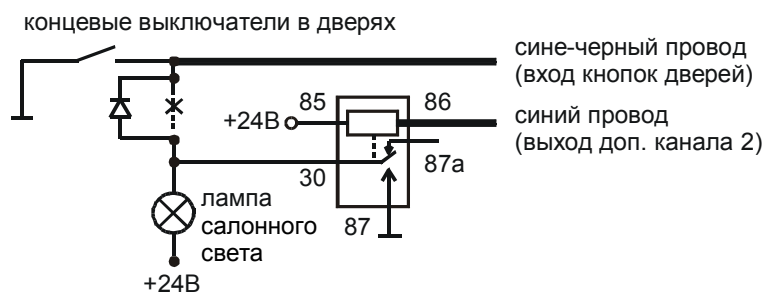 концевые выключатели в дверях
сине-черный провод
(вход кнопок дверей)
85
86
+24В
синий провод
(выход доп. канала 2)
87а
30
лампа
салонного
света
87
+24В